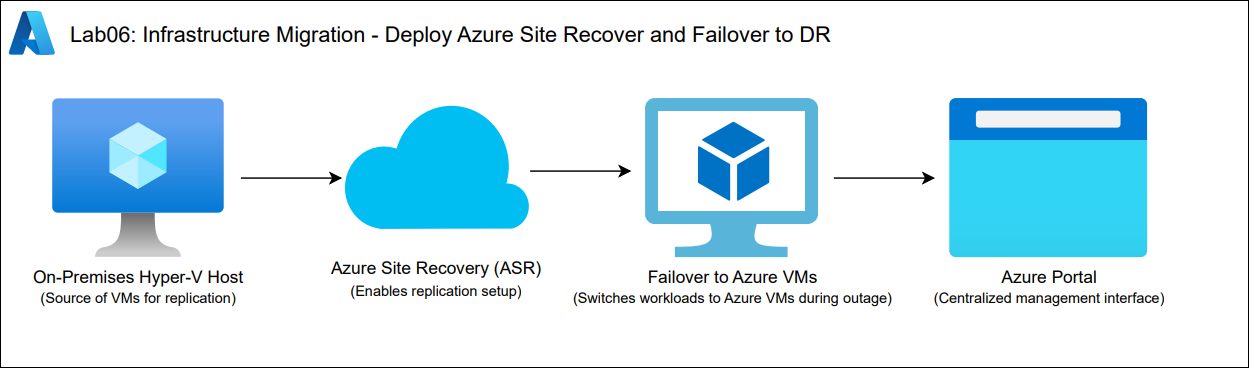 Lab06: Infrastructure Migration - Deploy Azure Site Recover and Failover to DR
On-Premises Hyper-V Host
(Source of VMs for replication)
Azure Site Recovery (ASR)
(Enables replication setup)
Failover to Azure VMs
(Switches workloads to Azure VMs during outage)
Azure Portal
(Centralized management interface)